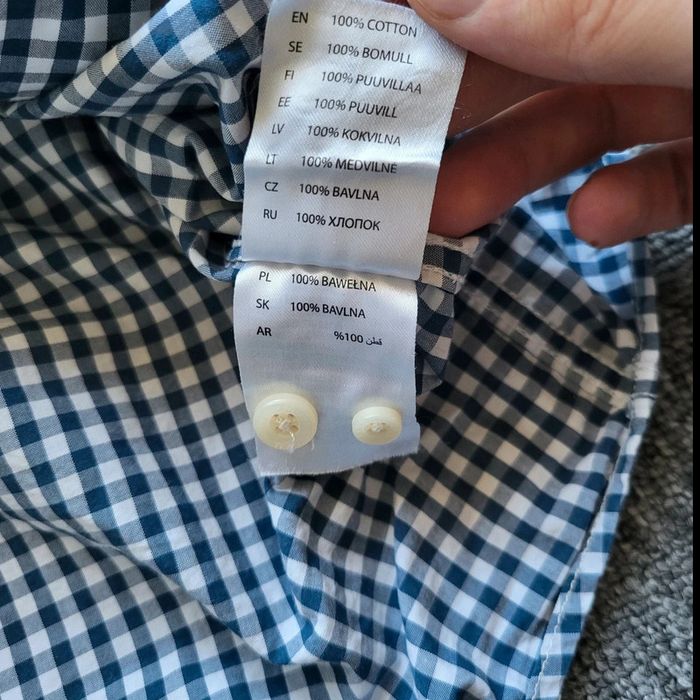 EN 100% COTTON
SE 100% BOMULL
FI 100% PUUVILLAA
EE 100% PUUVILL
LV 100% KOKVILNA
LT 100% MEDVILNĖ
CZ 100% BAVLNA
RU 100% ХЛОПОК
PL 100% BAWEŁNA
SK 100% BAVLNA
AR قطن 100%